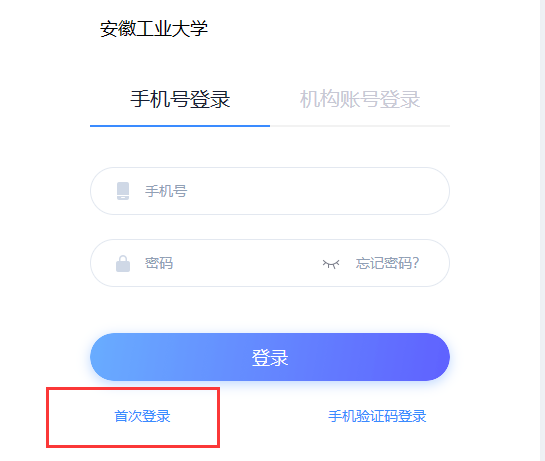 安徽工业大学
手机号登录 机构账号登录
手机号
密码 忘记密码?
登录
首次登录 手机验证码登录